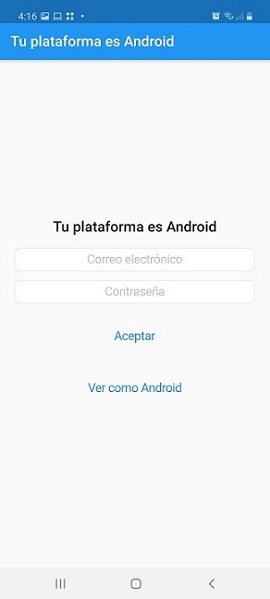 4:16
Tu plataforma es Android
Tu plataforma es Android
Correo electrónico
Contraseña
Aceptar
Ver como Android